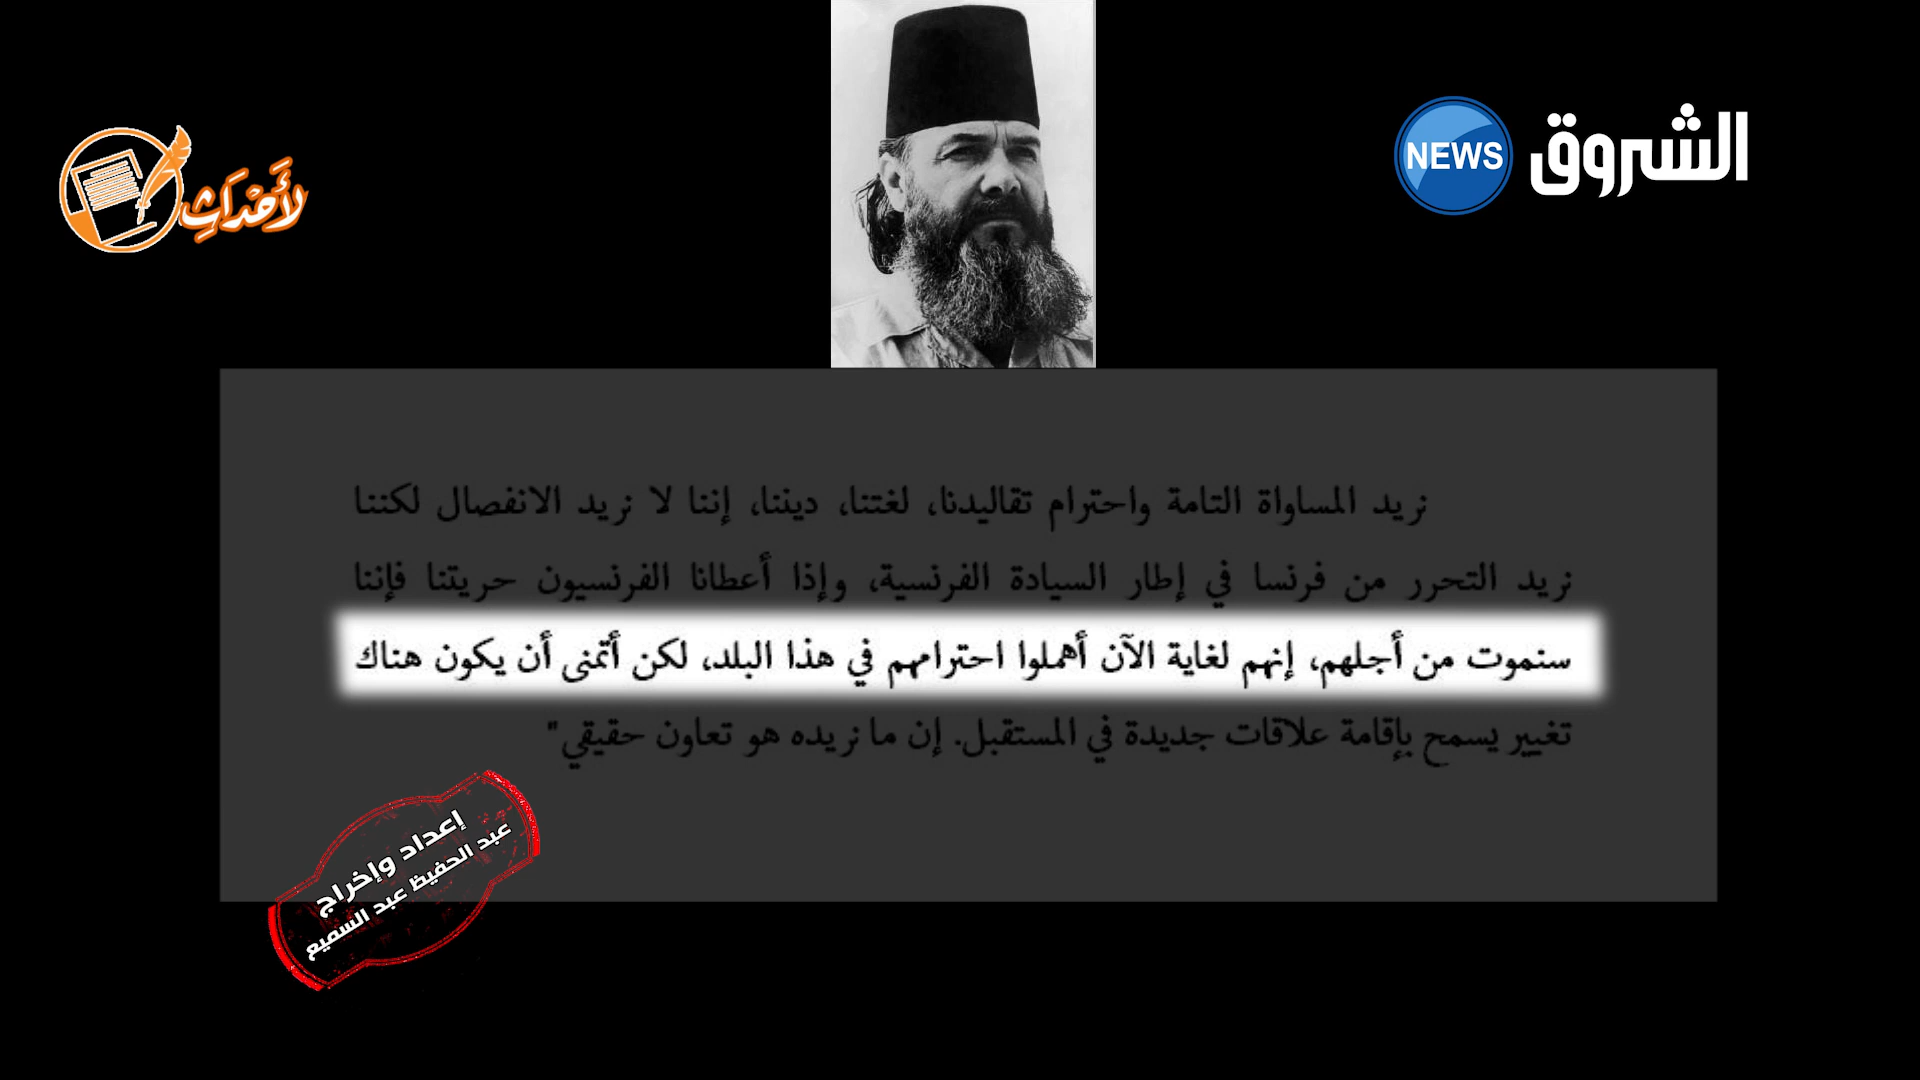 لأَحْدَاثِ
NEWS الشروق
نريد المساواة التامة واحترام تقاليدنا، لغتنا، ديننا، إننا لا نريد الانفصال لكننا
نريد التحرر من فرنسا في إطار السيادة الفرنسية، وإذا أعطانا الفرنسيون حريتنا فإننا
سنموت من أجلهم، إنهم لغاية الآن أهملوا احترامهم في هذا البلد، لكن أتمنى أن يكون هناك
تغيير يسمح بإقامة علاقات جديدة في المستقبل. إن ما نريده هو تعاون حقيقي"
إعداد وإخراج
عبد الحفيظ عبد السميع